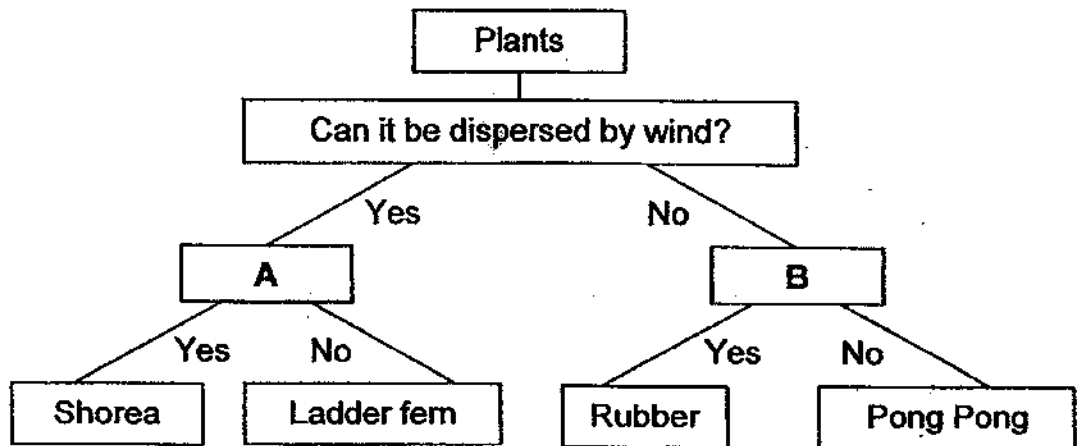 Plants
Can it be dispersed by wind?
Yes
No
A
B
Yes
No
Yes
No
Shorea
Ladder fern
Rubber
Pong Pong